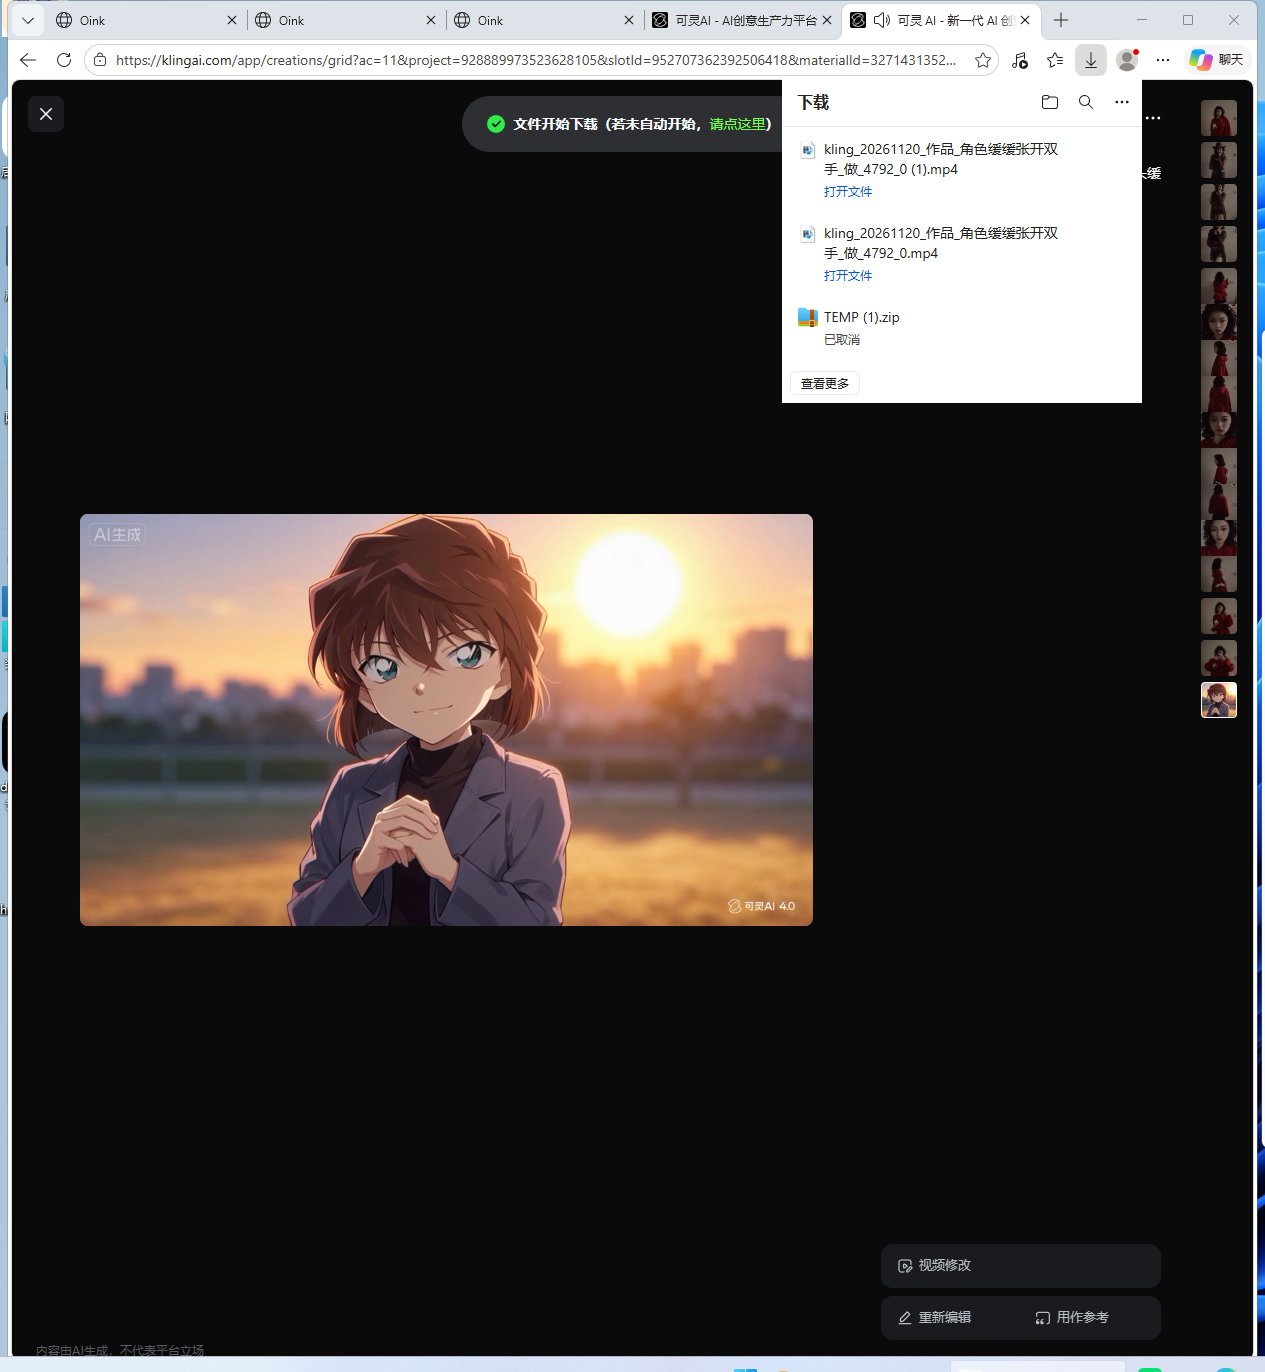 Oink
Oink
Oink
可灵AI - AI创意生产力平台
可灵 AI - 新一代 AI 创
https://klingai.com/app/creations/grid?ac=11&project=928889973523628105&slotId=952707362392506418&materialId=3271431352...
聊天
文件开始下载（若未自动开始，请点这里）
下载
kling_20261120_作品_角色缓缓张开双
手_做_4792_0 (1).mp4
打开文件
kling_20261120_作品_角色缓缓张开双
手_做_4792_0.mp4
打开文件
TEMP (1).zip
已取消
查看更多
缓
AI生成
可灵AI 4.0
视频修改
重新编辑
用作参考
内容由AI生成，不代表平台立场